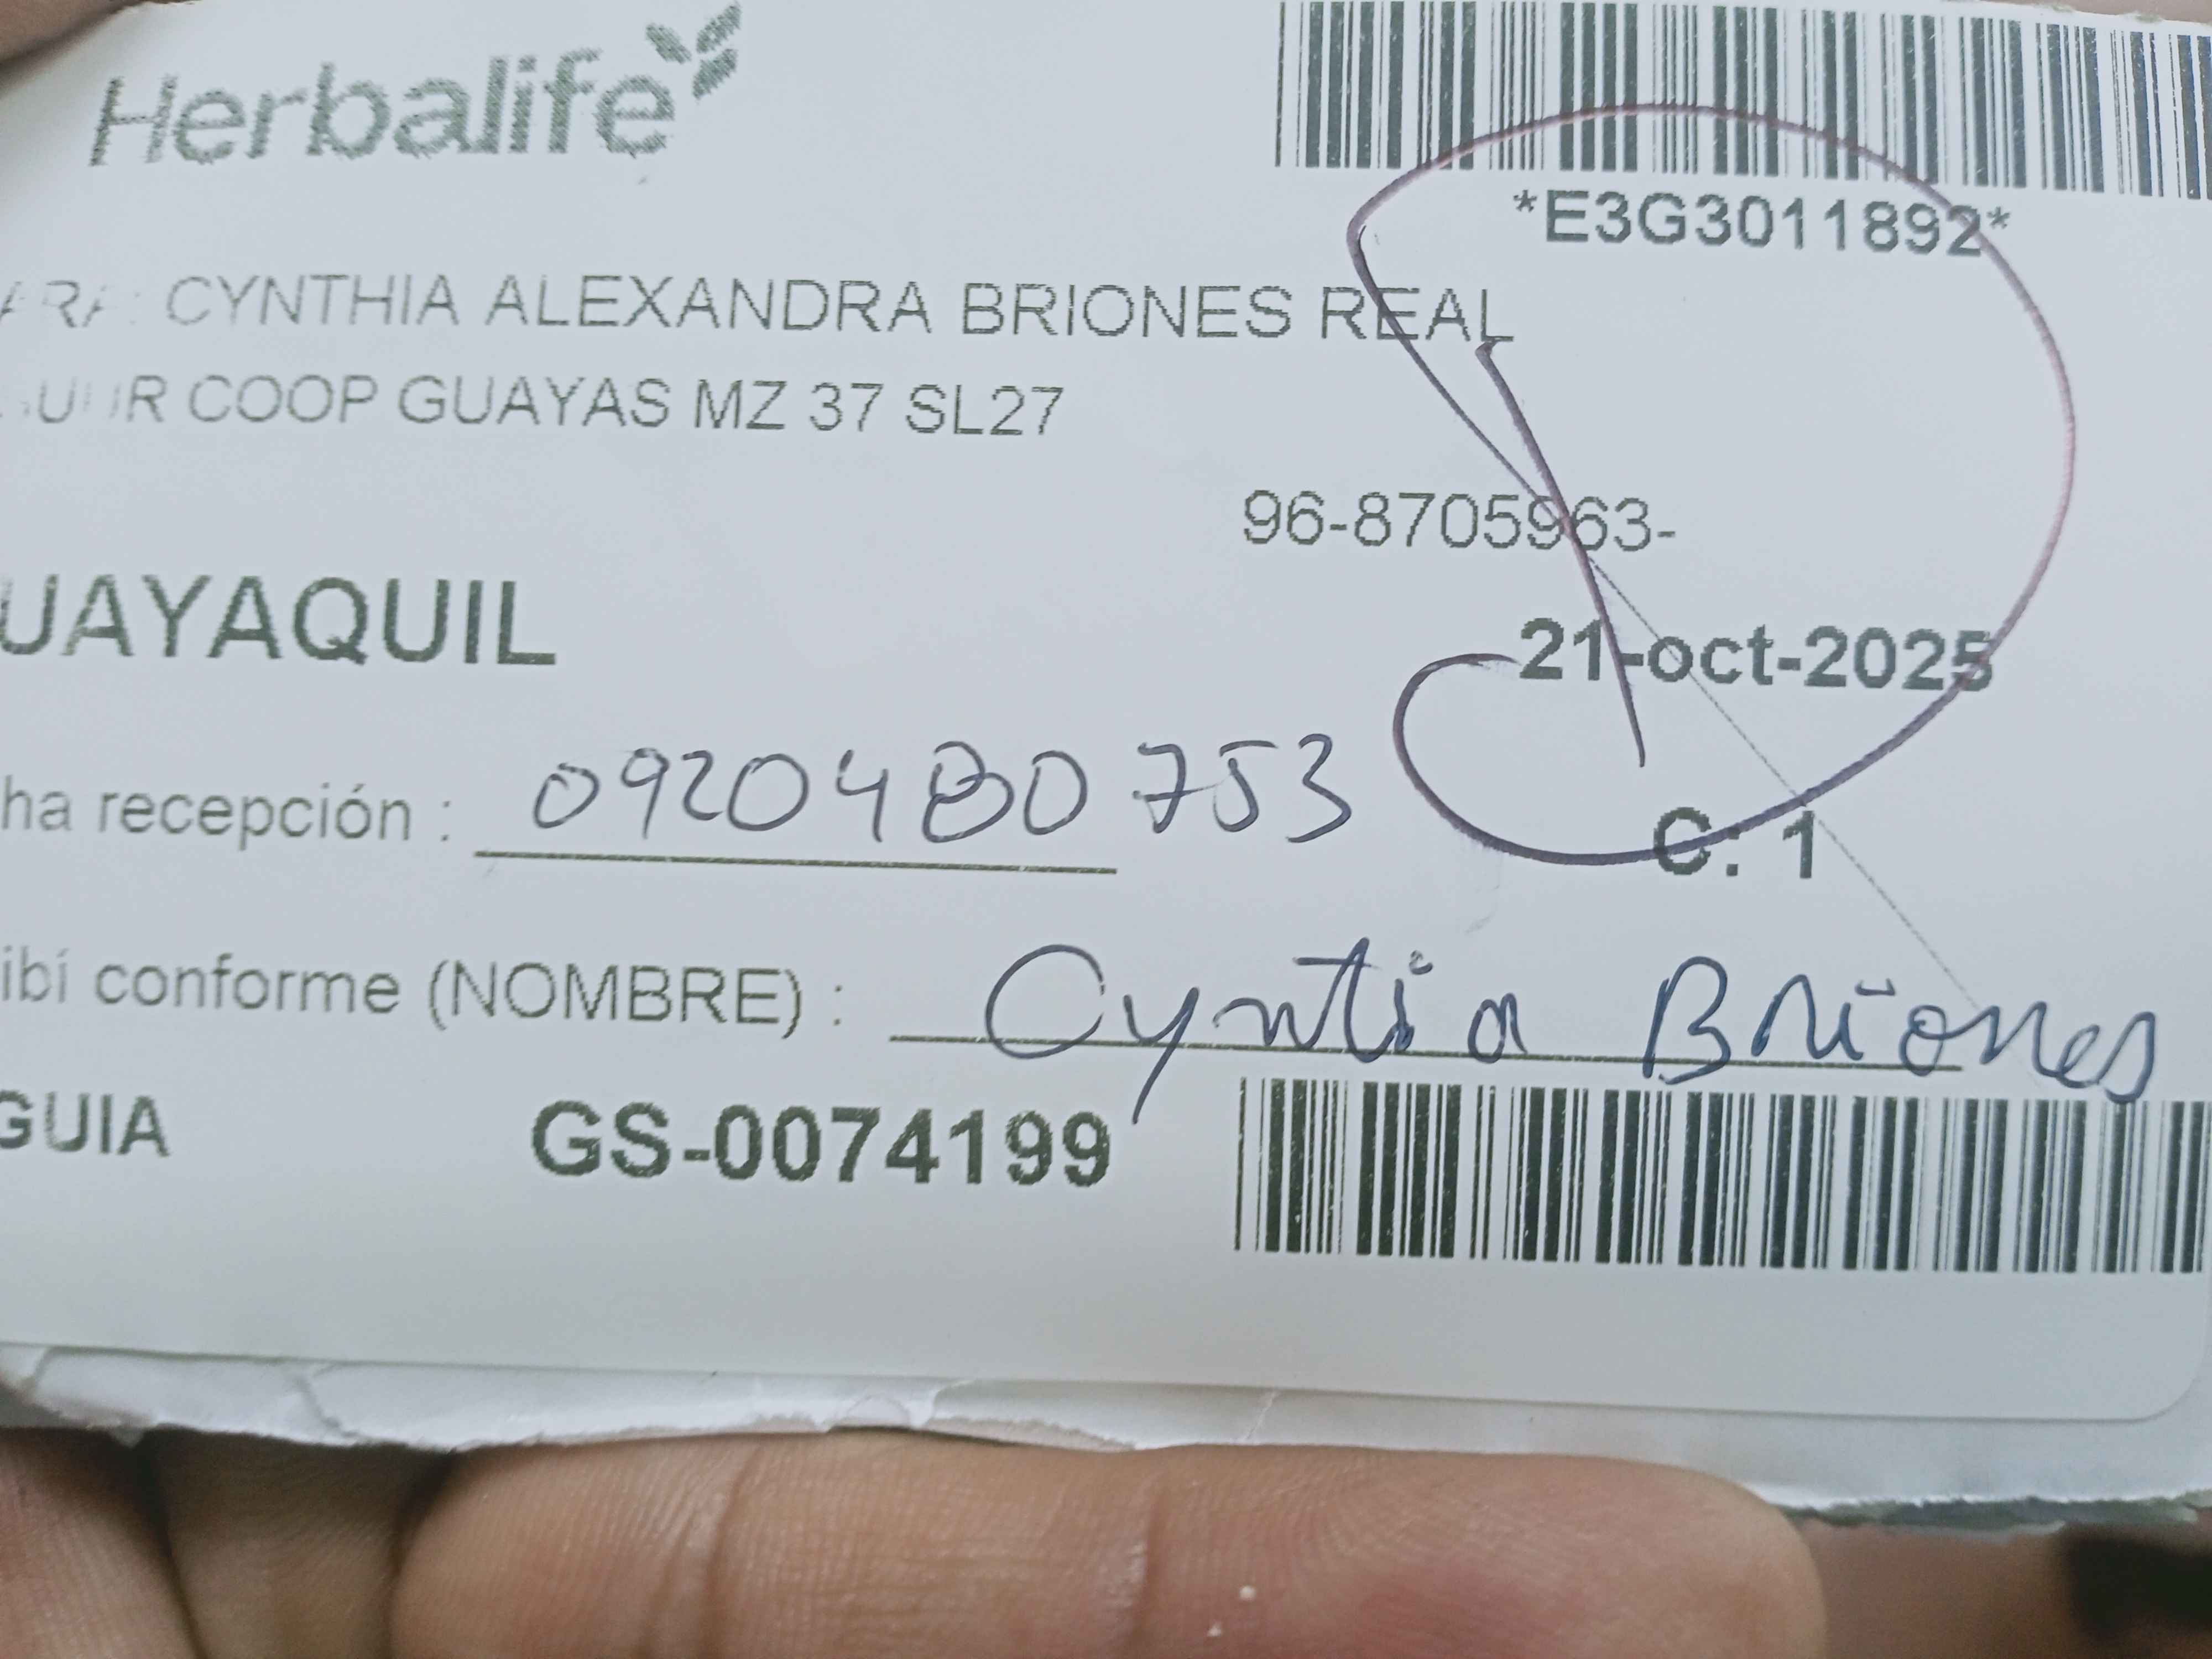 Herbalife
*E3G3011892*
ARA: CYNTHIA ALEXANDRA BRIONES REAL
COOP GUAYAS MZ 37 SL27
96-8705963-
UAYAQUIL
21-oct-2025
ha recepción : 0920480753
C: 1
ibí conforme (NOMBRE) : Cyntia Briones
GUIA GS-0074199